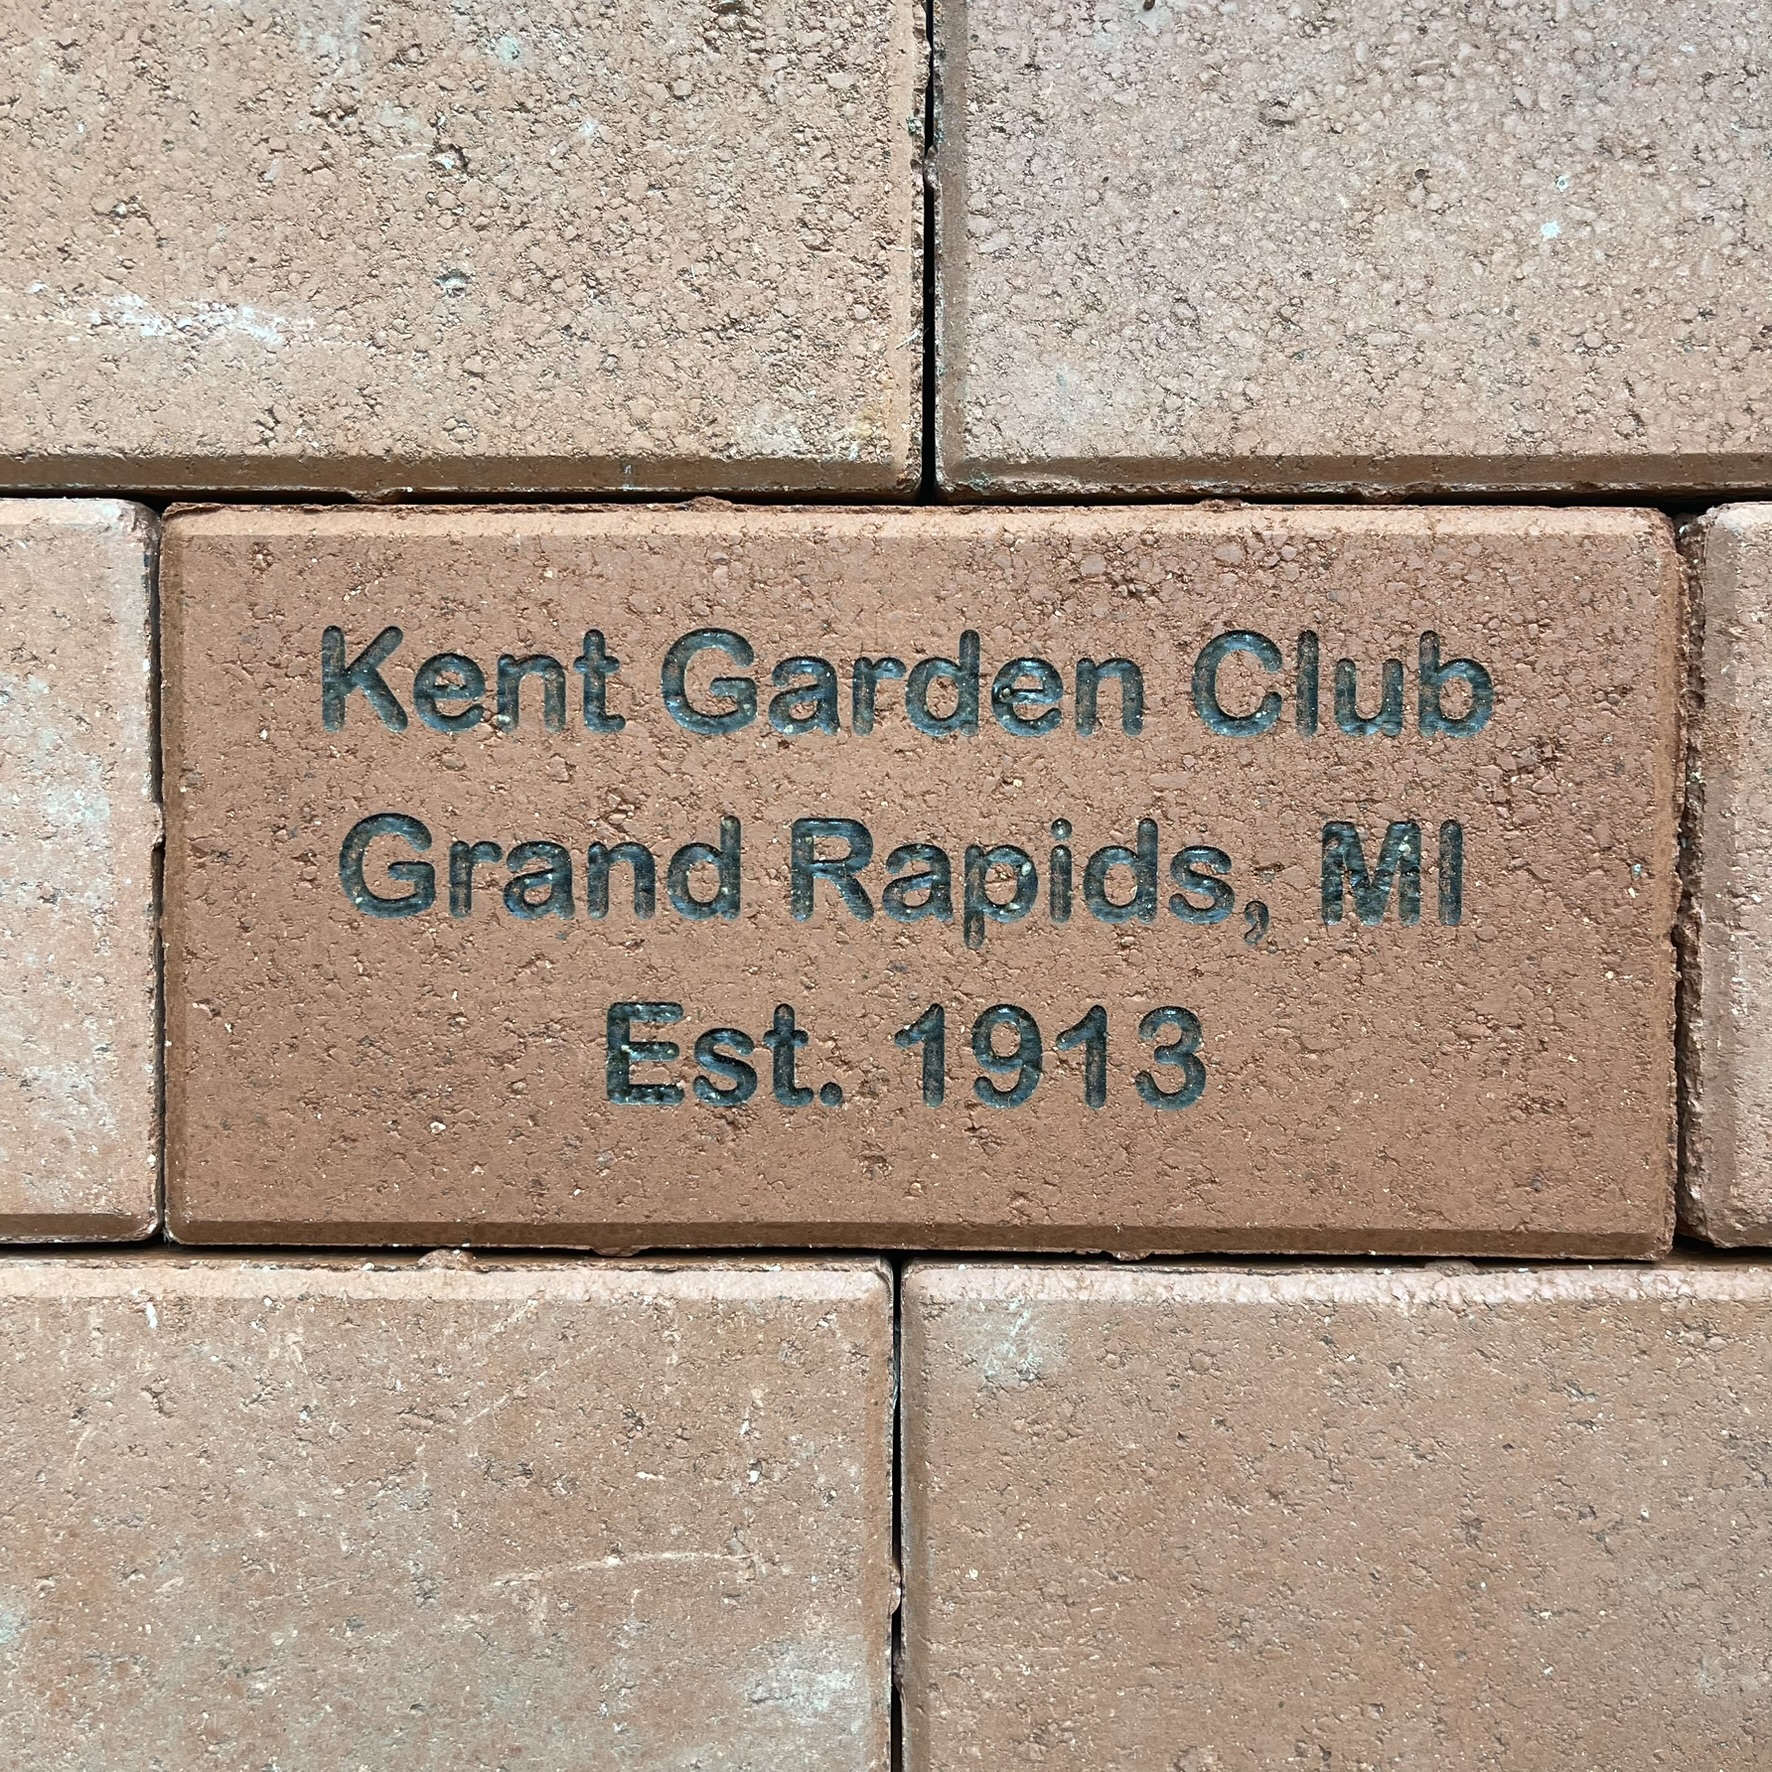 Kent Garden Club
Grand Rapids, MI
Est. 1913